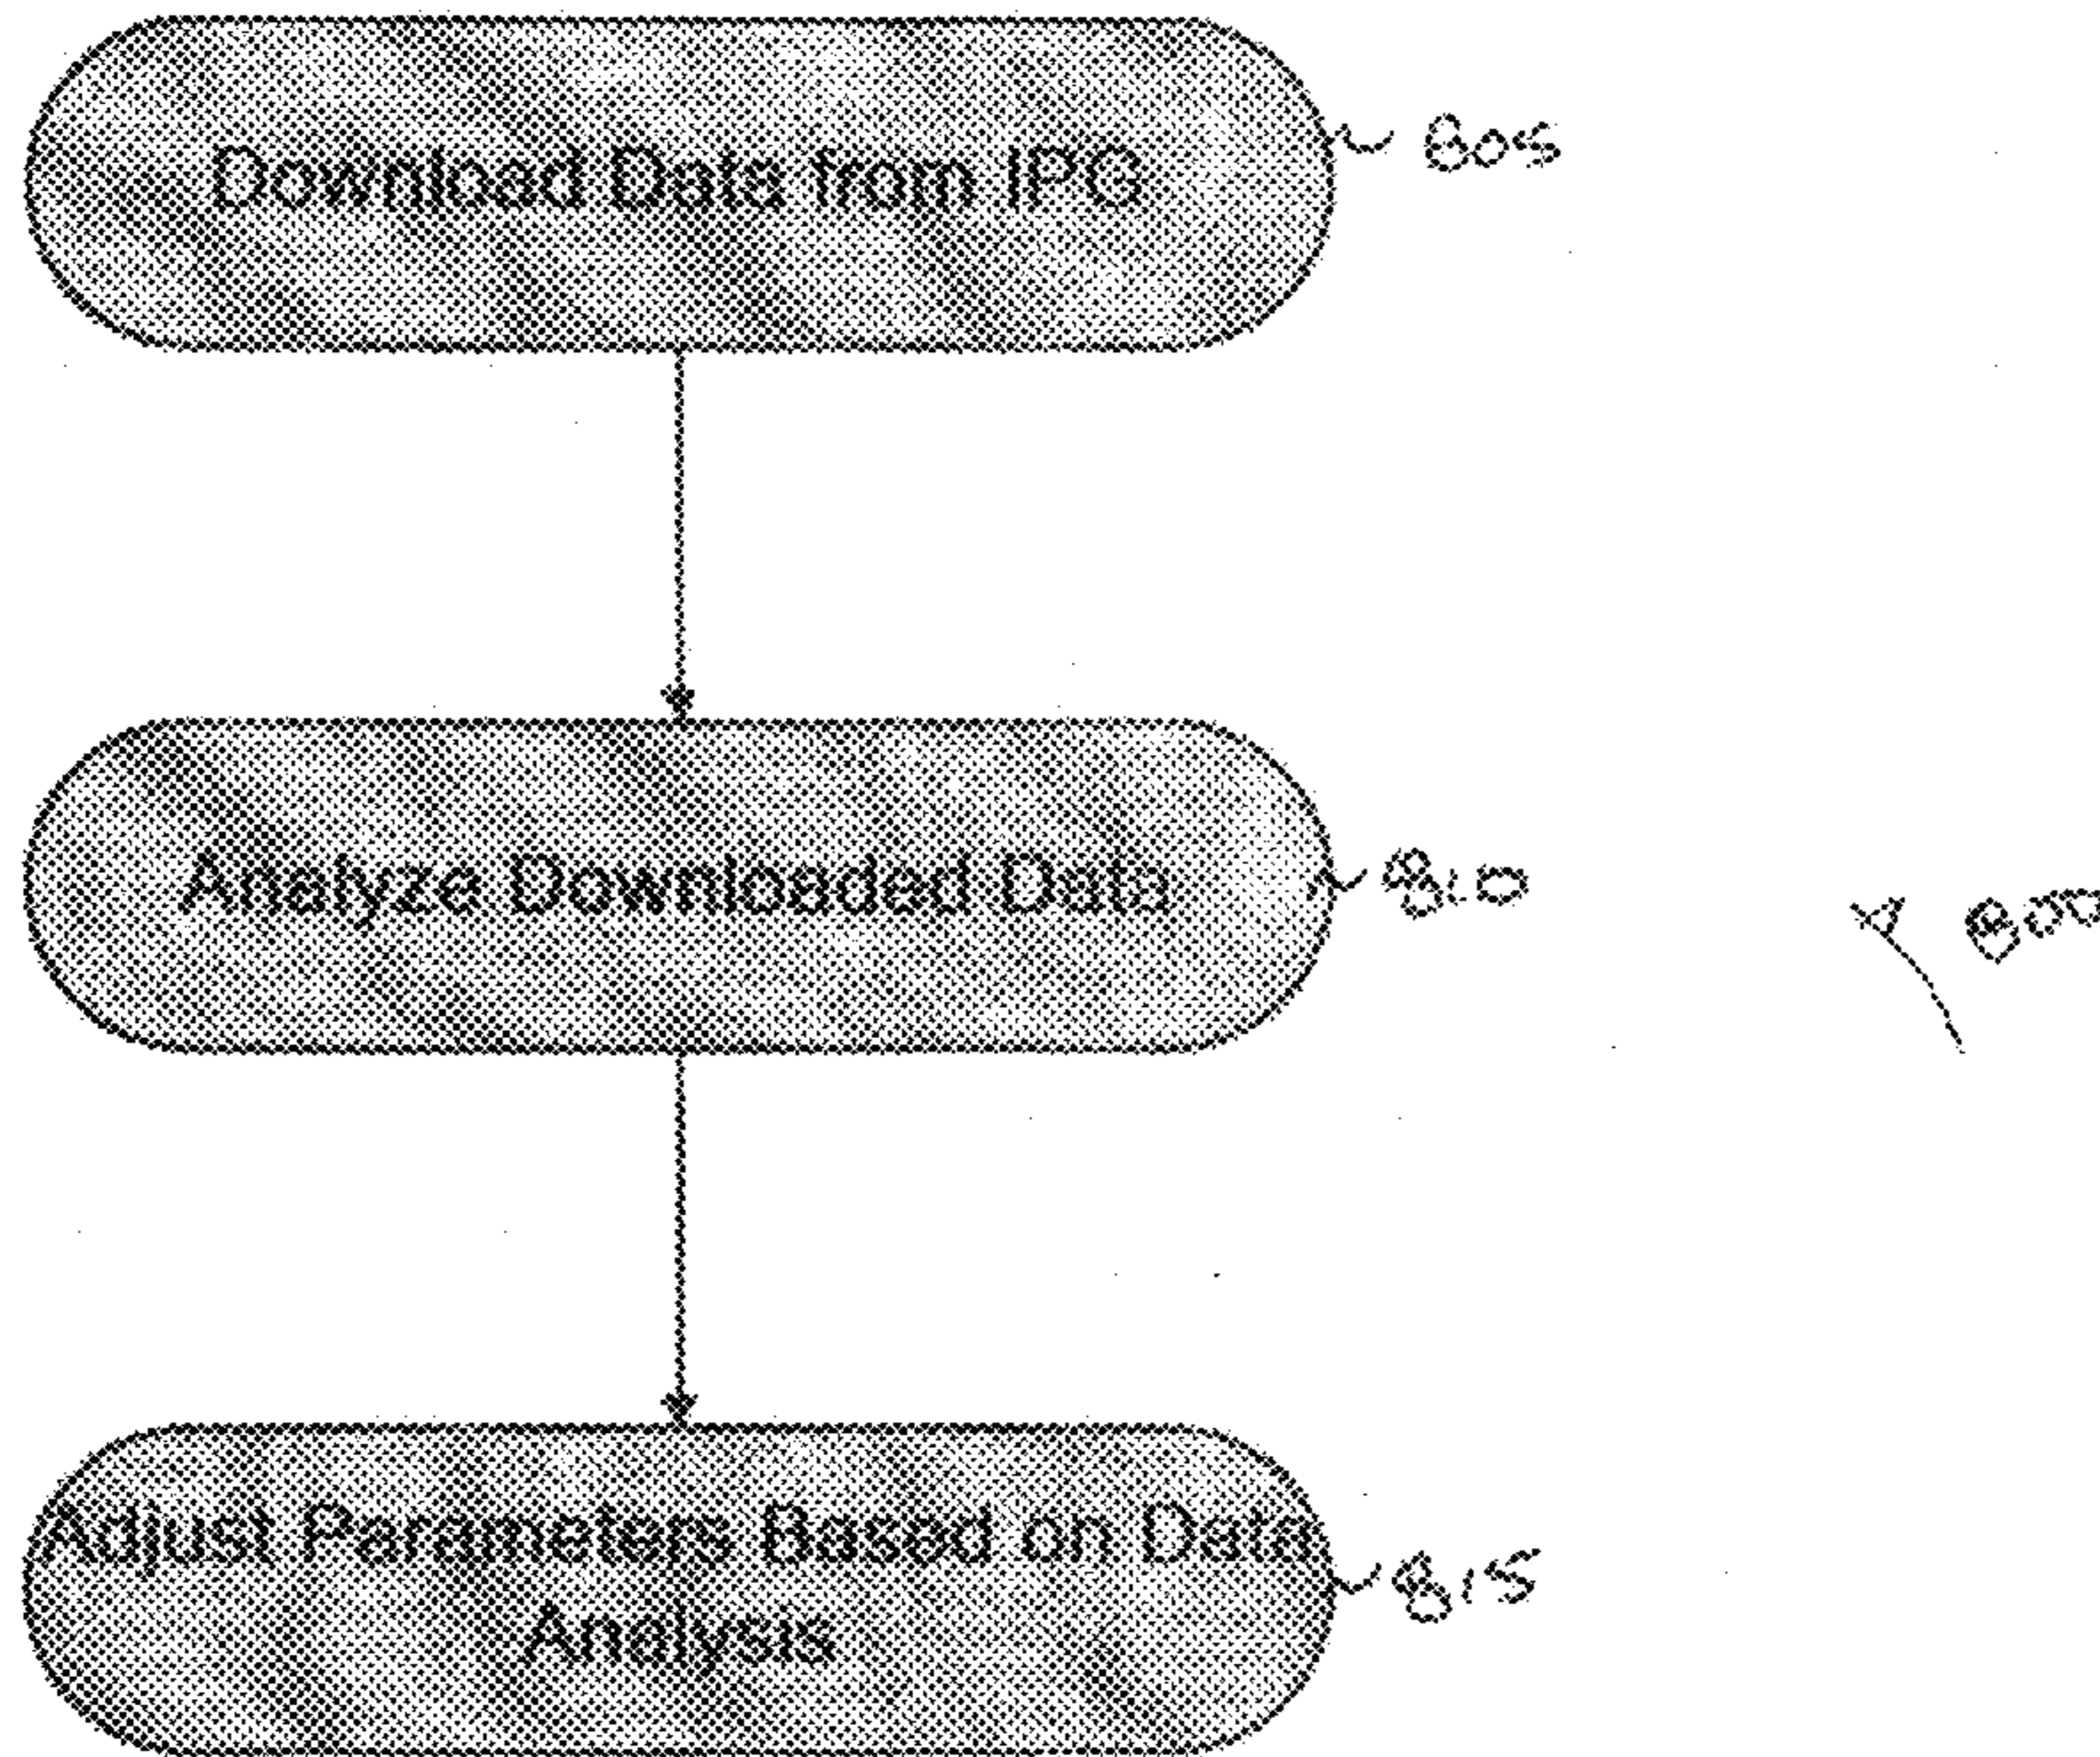 Download Data from IPG
805
Analyze Downloaded Data
810
800
Adjust Parameters Based on Data
Analysis
815